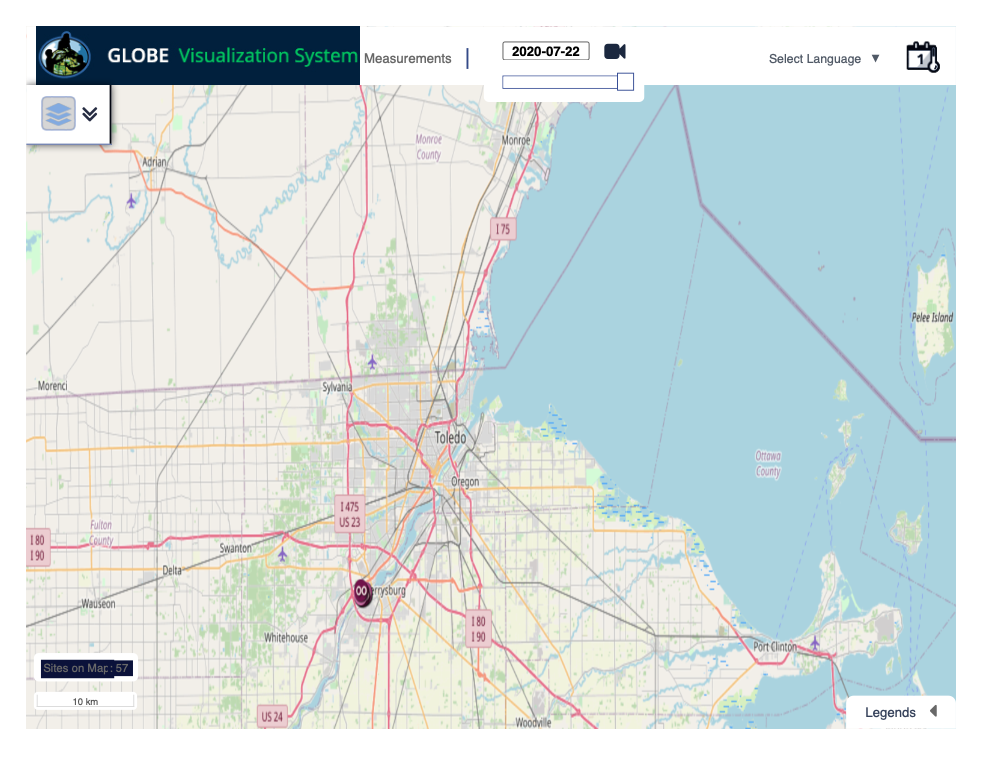 GLOBE Visualization System
Measurements
2020-07-22
Select Language ▼
1
Monroe County
Monroe
Adrian
I 75
Pelee Island
Morenci
Sylvania
Toledo
Ottawa County
Oregon
I 475
US 23
Fulton County
I 80
I 90
Swanton
Delta
OO
errysburg
Wauseon
I 80
I 90
Whitehouse
Port Clinton
Sites on Map: 57
10 km
US 24
Woodville
Legends